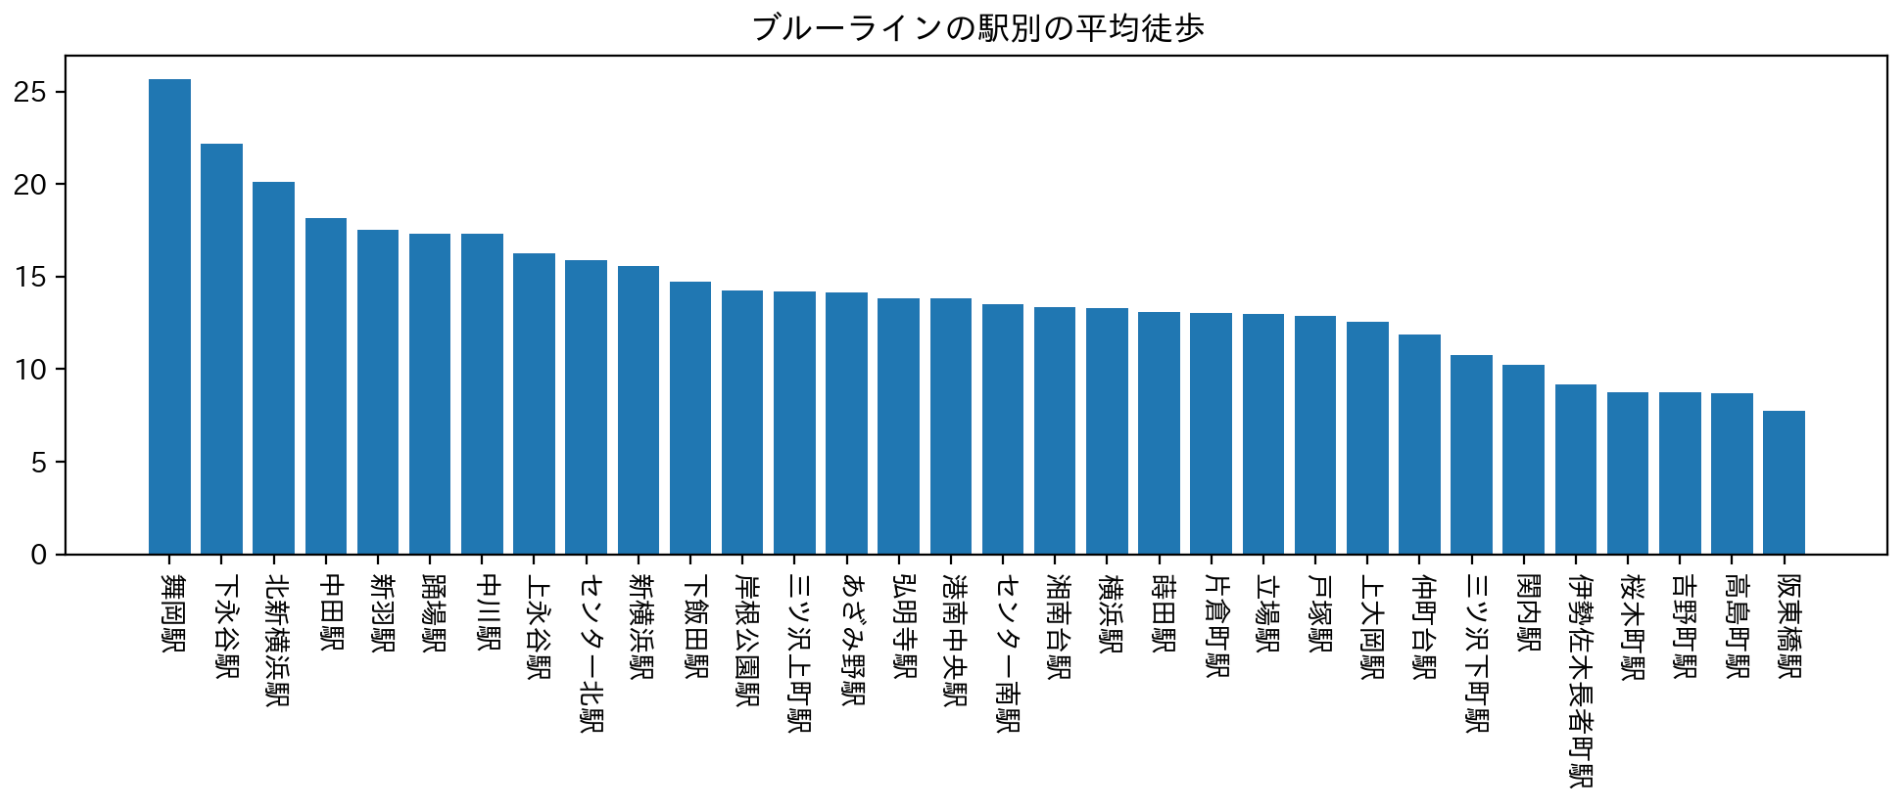 ブルーラインの駅別の平均徒歩
25
20
15
10
5
0
舞岡駅
下永谷駅
北新横浜駅
中田駅
新羽駅
踊場駅
中川駅
上永谷駅
センター北駅
新横浜駅
下飯田駅
岸根公園駅
三ツ沢上町駅
あざみ野駅
弘明寺駅
港南中央駅
センター南駅
湘南台駅
横浜駅
蒔田駅
片倉町駅
立場駅
戸塚駅
上大岡駅
仲町台駅
三ツ沢下町駅
関内駅
伊勢佐木長者町駅
桜木町駅
吉野町駅
高島町駅
阪東橋駅